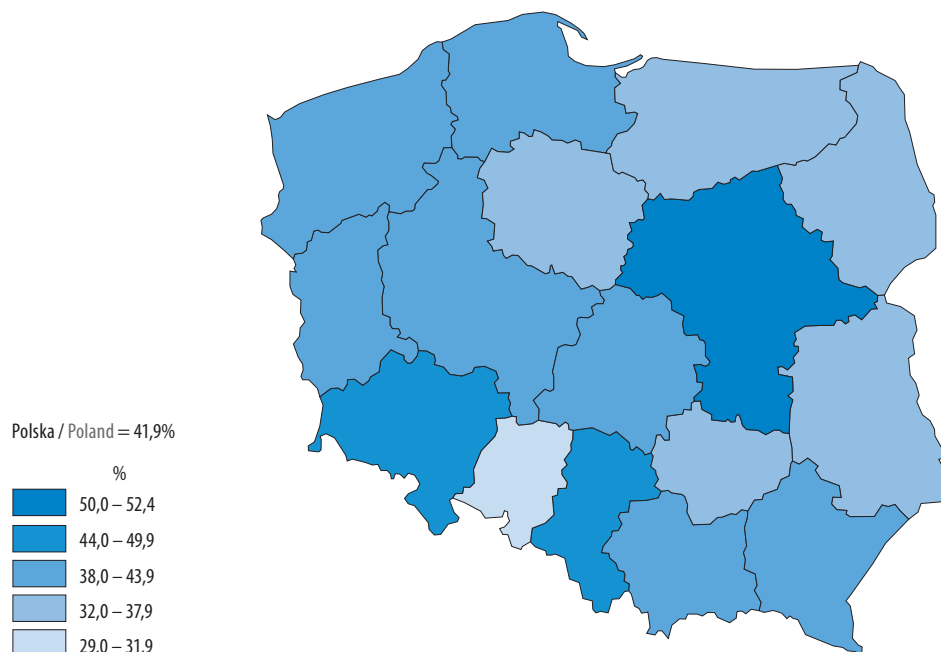 Polska / Poland = 41,9%
%
50,0 – 52,4
44,0 – 49,9
38,0 – 43,9
32,0 – 37,9
29,0 – 31,9